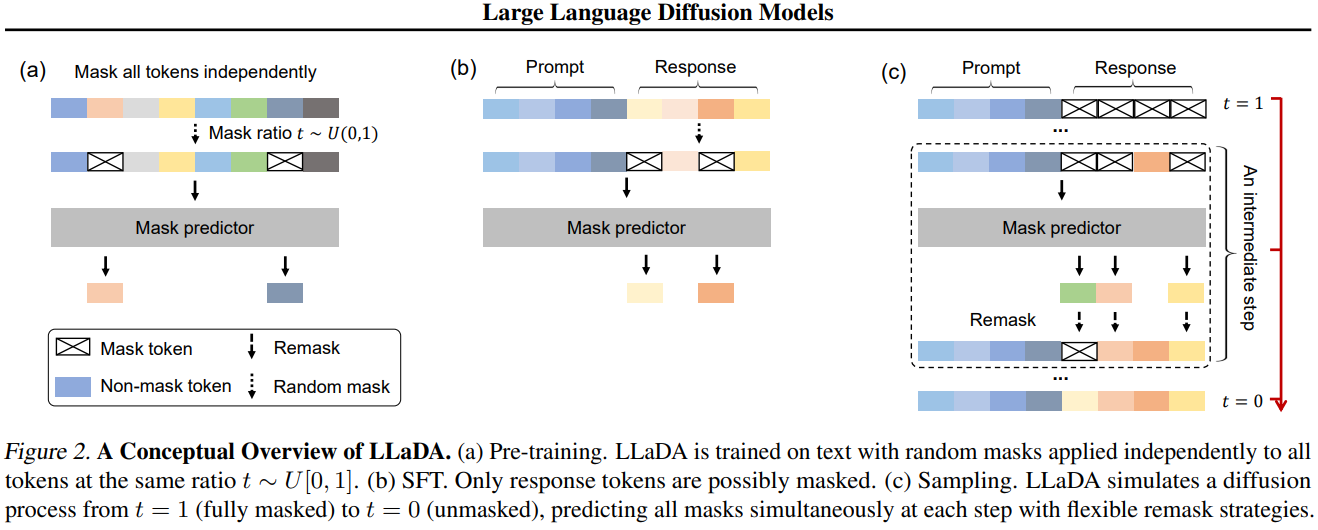 Large Language Diffusion Models
(a)
Mask all tokens independently
Mask ratio t ~ U(0,1)
Mask predictor
Mask token
Remask
Non-mask token
Random mask
(b)
Prompt
Response
Mask predictor
(c)
Prompt
Response
t = 1
...
Mask predictor
Remask
An intermediate step
...
t = 0
Figure 2. A Conceptual Overview of LLaDA. (a) Pre-training. LLaDA is trained on text with random masks applied independently to all
tokens at the same ratio t ∼ U[0, 1]. (b) SFT. Only response tokens are possibly masked. (c) Sampling. LLaDA simulates a diffusion
process from t = 1 (fully masked) to t = 0 (unmasked), predicting all masks simultaneously at each step with flexible remask strategies.